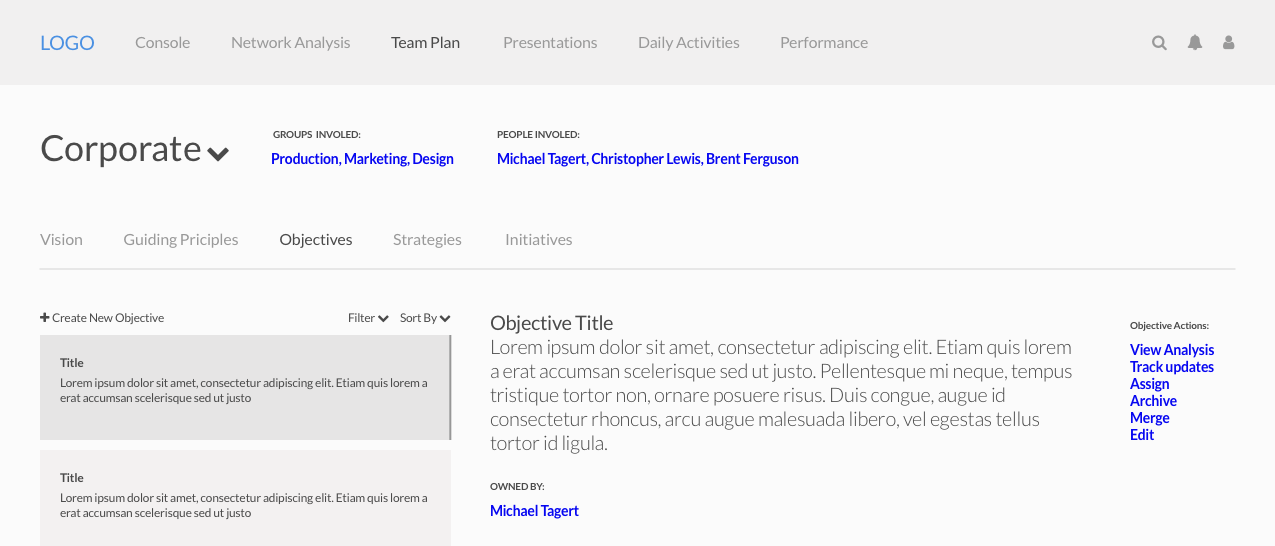 LOGO Console Network Analysis Team Plan Presentations Daily Activities Performance
Corporate
GROUPS INVOLED:
Production, Marketing, Design
PEOPLE INVOLED:
Michael Tagert, Christopher Lewis, Brent Ferguson
Vision Guiding Priciples Objectives Strategies Initiatives
Create New Objective Filter Sort By
Title
Lorem ipsum dolor sit amet, consectetur adipiscing elit. Etiam quis lorem a
erat accumsan scelerisque sed ut justo
Title
Lorem ipsum dolor sit amet, consectetur adipiscing elit. Etiam quis lorem a
erat accumsan scelerisque sed ut justo
Objective Title
Lorem ipsum dolor sit amet, consectetur adipiscing elit. Etiam quis lorem
a erat accumsan scelerisque sed ut justo. Pellentesque mi neque, tempus
tristique tortor non, ornare posuere risus. Duis congue, augue id
consectetur rhoncus, arcu augue malesuada libero, vel egestas tellus
tortor id ligula.
OWNED BY:
Michael Tagert
Objective Actions:
View Analysis
Track updates
Assign
Archive
Merge
Edit